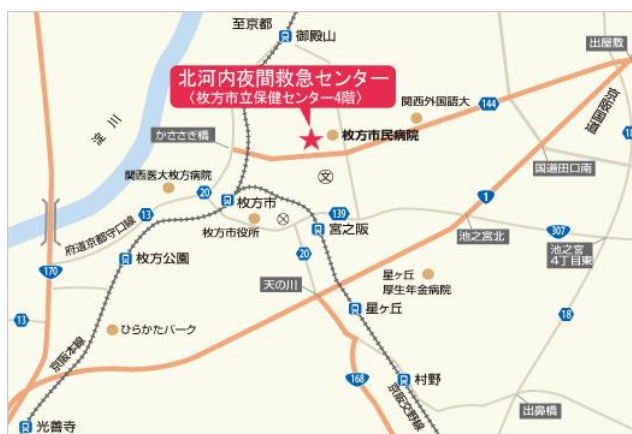 至京都
御殿山
出屋敷
北河内夜間救急センター
〈枚方市立保健センター4階〉
関西外国語大
144
京阪国道
淀川
かささぎ橋
枚方市民病院
国道田口南
関西医大枚方病院
20
文
1
枚方市
13
139
枚方市役所
宮之阪
府道京都守口線
池之宮北
307
池之宮
4丁目東
枚方公園
20
170
天の川
星ヶ丘
厚生年金病院
13
星ヶ丘
18
ひらかたパーク
京阪本線
168
村野
京阪交野線
出鼻橋
光善寺